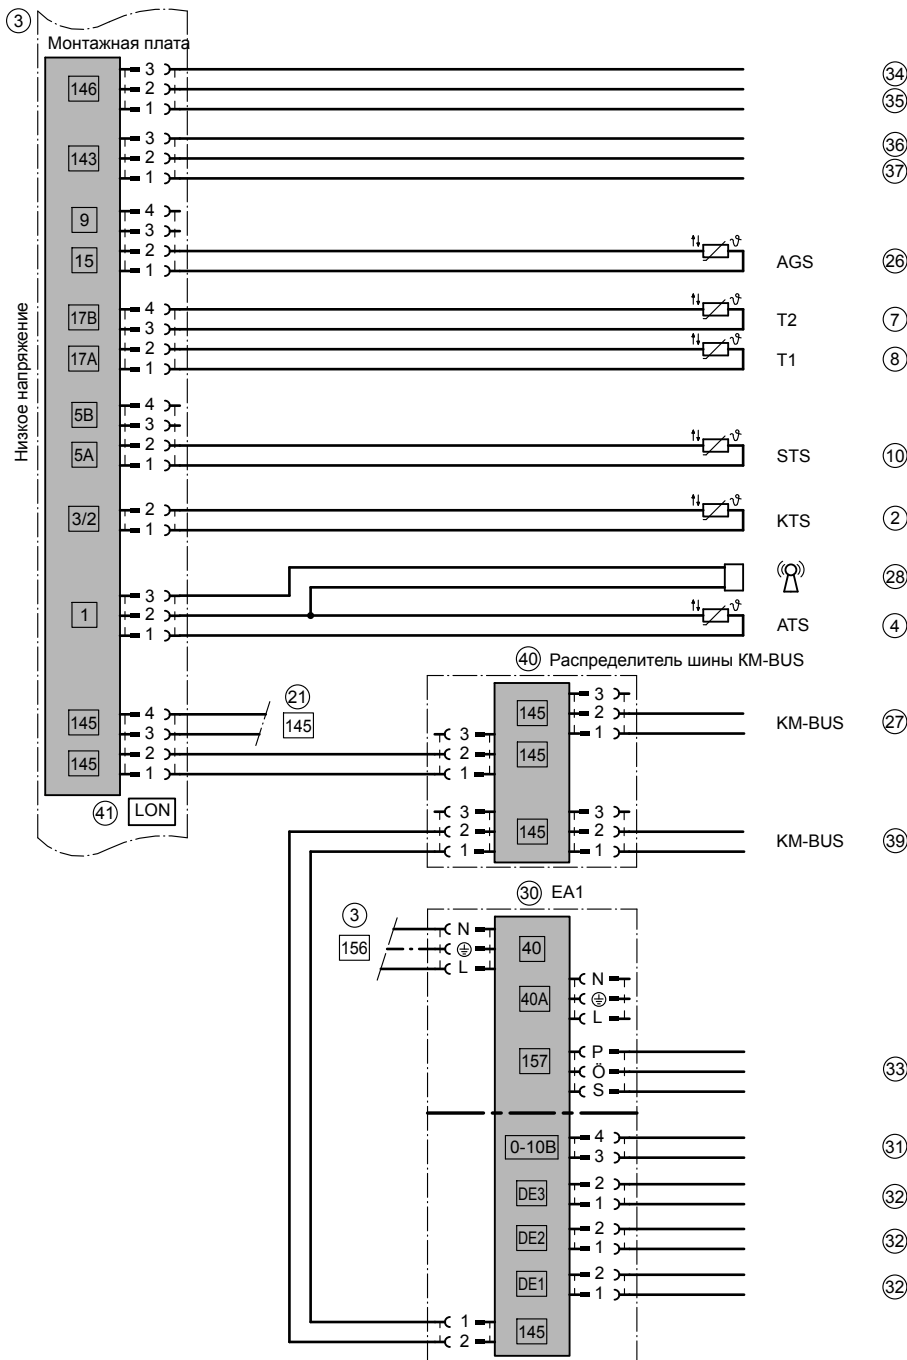 3
Монтажная плата
Низкое напряжение
146
3
2
1
34
35
143
3
2
1
36
37
9
4
3
15
2
1
ϑ
AGS
26
17B
4
3
ϑ
T2
7
17A
2
1
ϑ
T1
8
5B
4
3
5A
2
1
ϑ
STS
10
3/2
2
1
ϑ
KTS
2
1
3
2
1
28
ϑ
ATS
4
145
4
3
145
2
1
21
145
41
LON
40 Распределитель шины KM-BUS
145
3
2
1
KM-BUS
27
3
2
1
145
3
2
1
145
3
2
1
KM-BUS
39
30 EA1
3
156
N
L
40
40A
N
L
157
P
Ö
S
33
0-10В
4
3
31
DE3
2
1
32
DE2
2
1
32
DE1
2
1
32
1
2
145